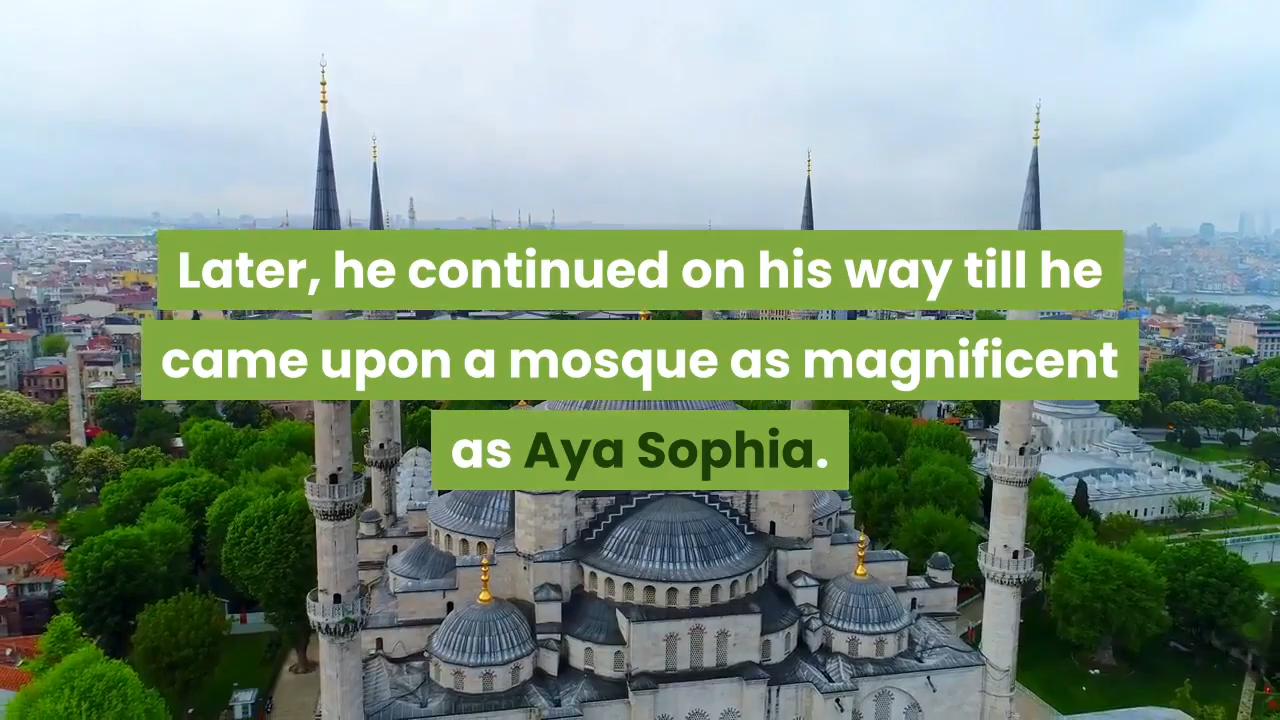 Later, he continued on his way till he
came upon a mosque as magnificent
as Aya Sophia.